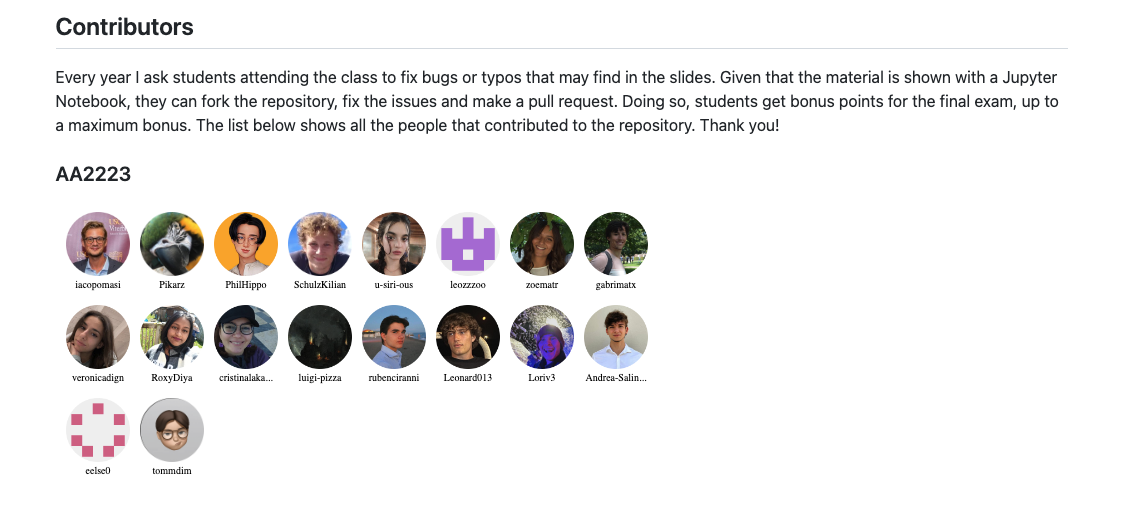 Contributors
Every year I ask students attending the class to fix bugs or typos that may find in the slides. Given that the material is shown with a Jupyter
Notebook, they can fork the repository, fix the issues and make a pull request. Doing so, students get bonus points for the final exam, up to
a maximum bonus. The list below shows all the people that contributed to the repository. Thank you!
AA2223
iacopomasi Pikarz PhilHippo SchulzKilian u-siri-ous leozzzoo zoematr gabrimatx
veronicadign RoxyDiya cristinalaka... luigi-pizza rubenciranni Leonard013 Loriv3 Andrea-Salin...
eelse0 tommdim